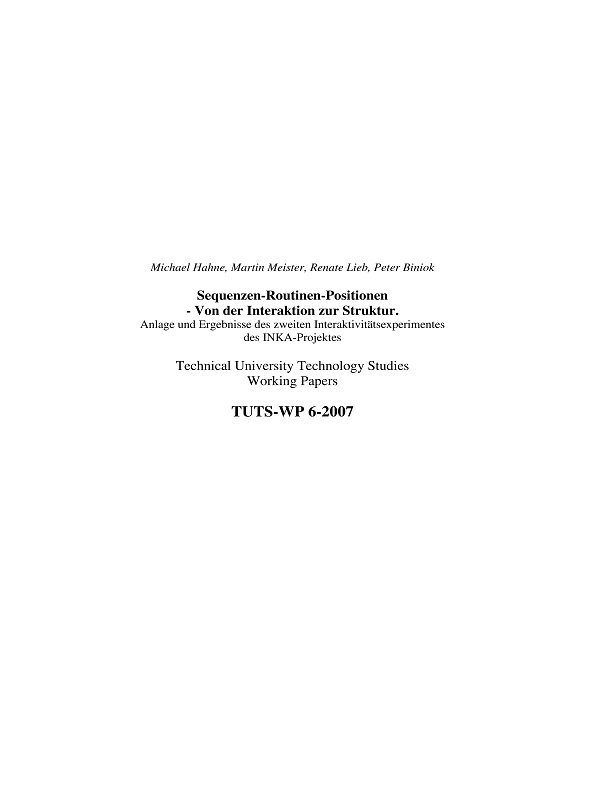 Michael Hahne, Martin Meister, Renate Lieb, Peter Biniok
Sequenzen-Routinen-Positionen
- Von der Interaktion zur Struktur.
Anlage und Ergebnisse des zweiten Interaktivitätsexperimentes
des INKA-Projektes
Technical University Technology Studies
Working Papers
TUTS-WP 6-2007